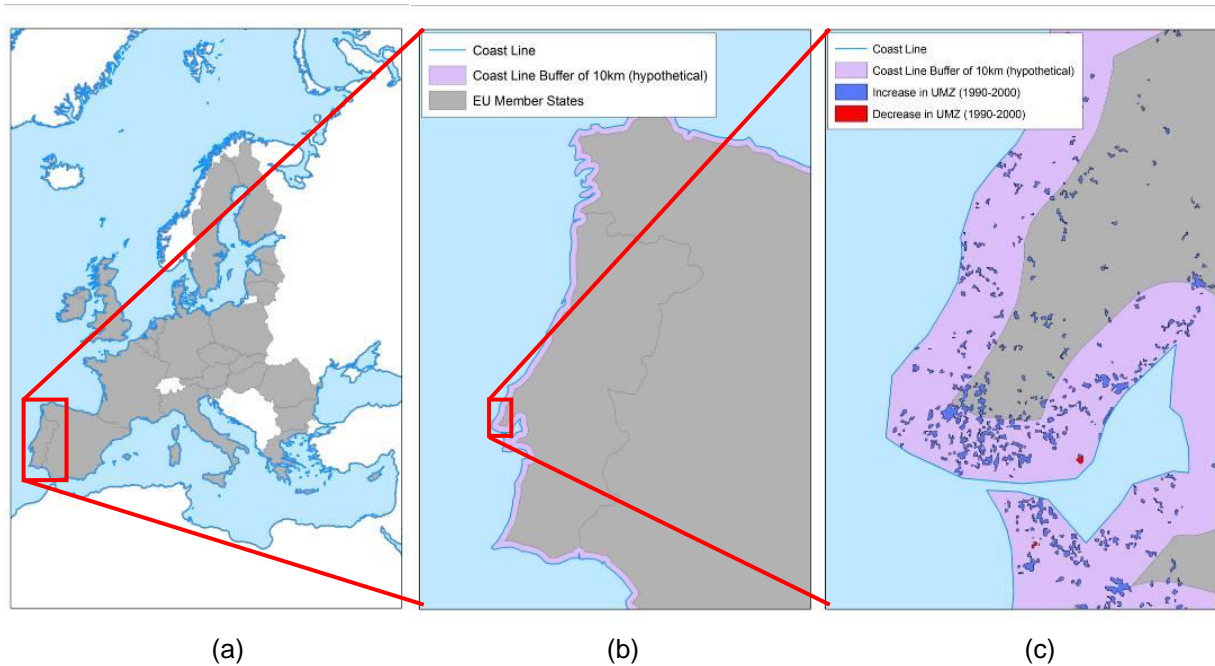 Coast Line
Coast Line Buffer of 10km (hypothetical)
EU Member States
Coast Line
Coast Line Buffer of 10km (hypothetical)
Increase in UMZ (1990-2000)
Decrease in UMZ (1990-2000)
(a)
(b)
(c)